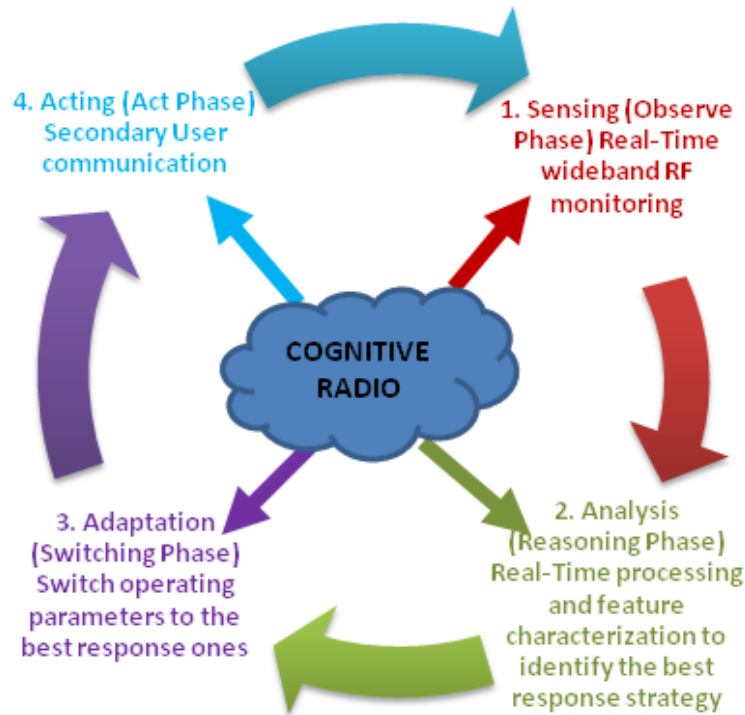 4. Acting (Act Phase)
Secondary User
communication
1. Sensing (Observe
Phase) Real-Time
wideband RF
monitoring
COGNITIVE
RADIO
3. Adaptation
(Switching Phase)
Switch operating
parameters to the
best response ones
2. Analysis
(Reasoning Phase)
Real-Time processing
and feature
characterization to
identify the best
response strategy